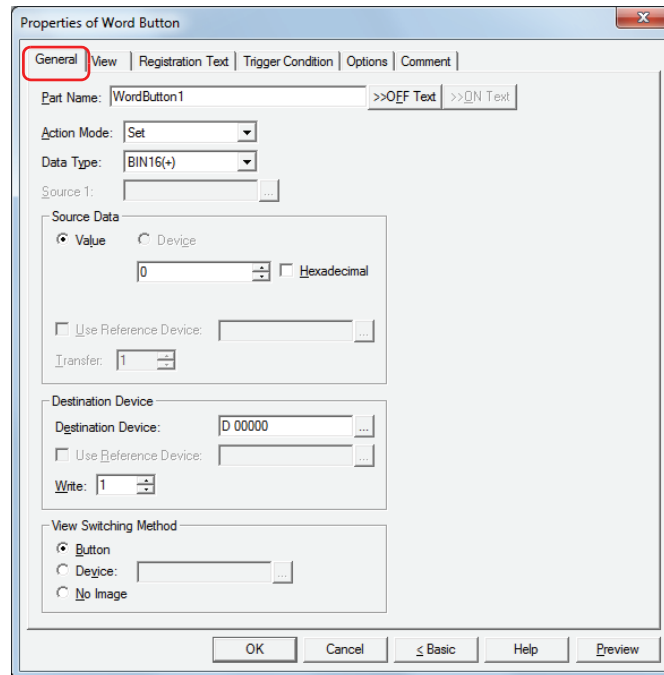 Properties of Word Button
General View Registration Text Trigger Condition Options Comment
Part Name: WordButton1 >>OFF Text >>ON Text
Action Mode: Set
Data Type: BIN16(+)
Source 1: ...
Source Data
Value Device
0 Hexadecimal
Use Reference Device: ...
Transfer: 1
Destination Device
Destination Device: D 00000 ...
Use Reference Device: ...
Write: 1
View Switching Method
Button
Device: ...
No Image
OK Cancel < Basic Help Preview